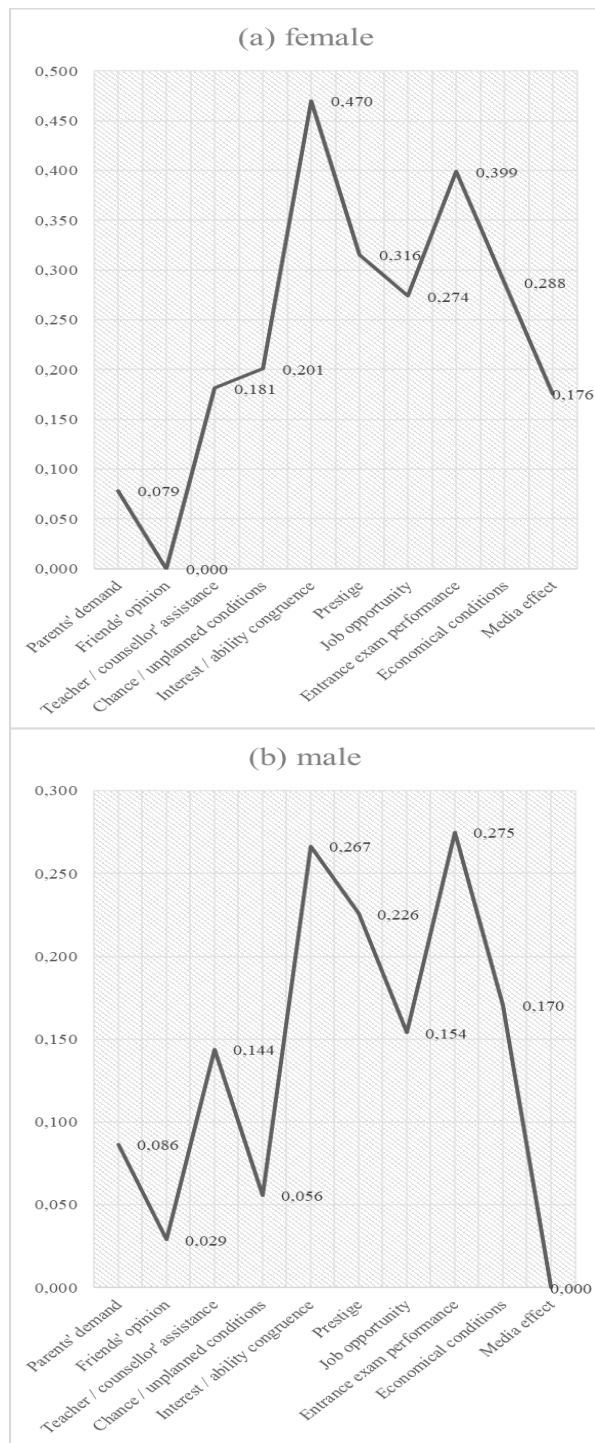 (a) female
0,500
0,450
0,400
0,350
0,300
0,250
0,200
0,150
0,100
0,050
0,000
0,079
0,000
0,181
0,201
0,470
0,316
0,274
0,399
0,288
0,176
Parents' demand
Friends' opinion
Teacher / counsellor' assistance
Chance / unplanned conditions
Interest / ability congruence
Prestige
Job opportunity
Entrance exam performance
Economical conditions
Media effect
(b) male
0,300
0,250
0,200
0,150
0,100
0,050
0,000
0,086
0,029
0,144
0,056
0,267
0,226
0,154
0,275
0,170
0,000
Parents' demand
Friends' opinion
Teacher / counsellor' assistance
Chance / unplanned conditions
Interest / ability congruence
Prestige
Job opportunity
Entrance exam performance
Economical conditions
Media effect